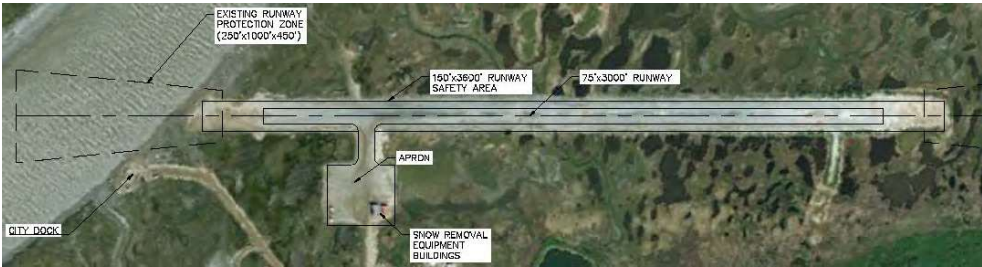 EXISTING RUNWAY
PROTECTION ZONE
(250'x1000'x450')
150'x3600' RUNWAY
SAFETY AREA
75'x3000' RUNWAY
APRON
CITY DOCK
SNOW REMOVAL
EQUIPMENT
BUILDINGS